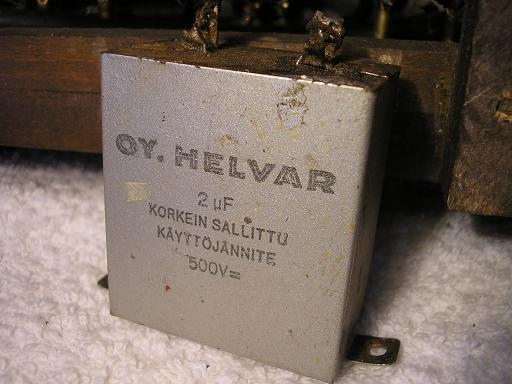 OY. HELVAR
2 µF
KORKEIN SALLITTU
KÄYTTÖJÄNNITE
500V=